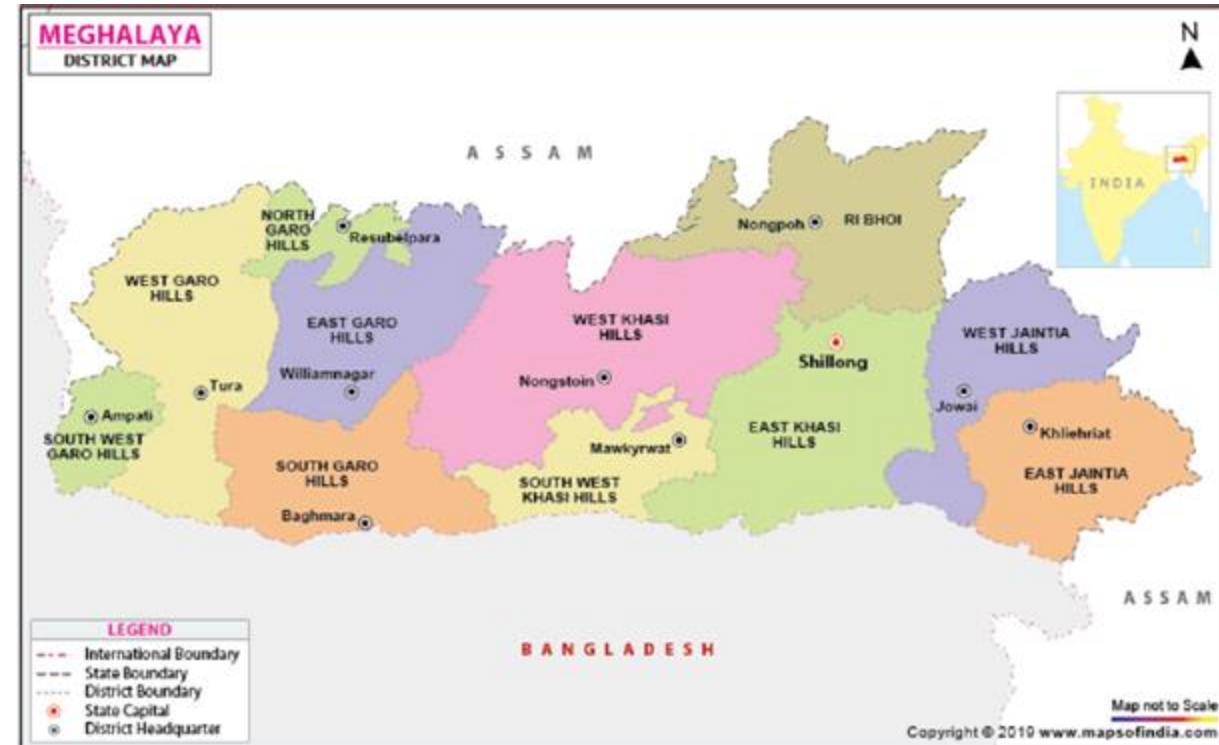 MEGHALAYA
DISTRICT MAP
N
ASSAM
INDIA
NORTH
GARO
HILLS
Resubelpara
Nongpoh
RI BHOI
WEST GARO
HILLS
EAST GARO
HILLS
WEST KHASI
HILLS
WEST JAINTIA
HILLS
Shillong
Williamnagar
Tura
Nongstoin
Jowai
Ampati
SOUTH WEST
GARO HILLS
Mawkyrwat
EAST KHASI
HILLS
Khliehriat
SOUTH GARO
HILLS
SOUTH WEST
KHASI HILLS
EAST JAINTIA
HILLS
Baghmara
ASSAM
BANGLADESH
LEGEND
International Boundary
State Boundary
District Boundary
State Capital
District Headquarter
Map not to Scale
Copyright © 2019 www.mapsofindia.com